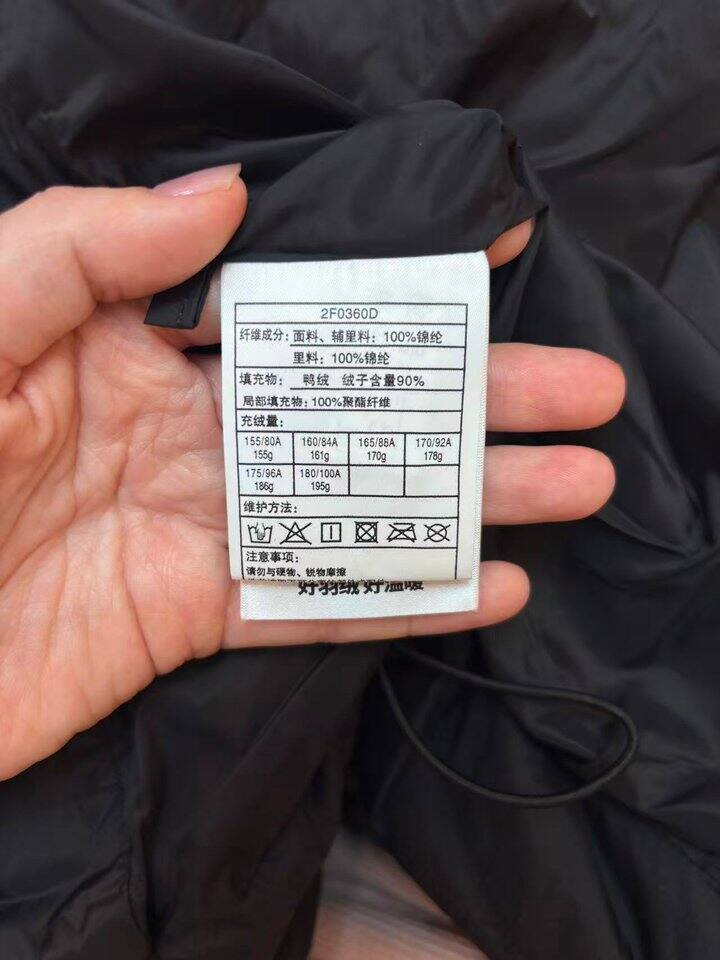 2F0360D
纤维成分：面料、辅里料：100%锦纶
里料：100%锦纶
填充物： 鸭绒 绒子含量90%
局部填充物：100%聚酯纤维
充绒量：
155/80A 160/84A 165/88A 170/92A
155g 161g 170g 178g
175/96A 180/100A
186g 195g
维护方法：
注意事项：
请勿与硬物、锐物摩擦
好羽绒 好温暖